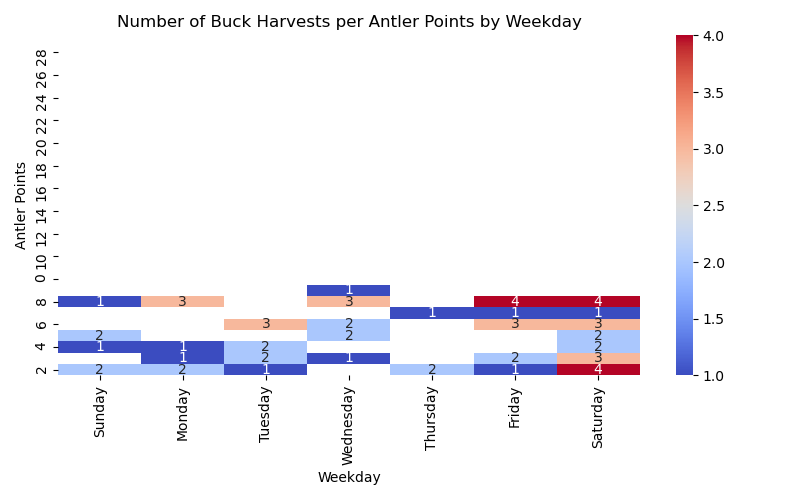 Number of Buck Harvests per Antler Points by Weekday
4.0
28
26
3.5
24
22
20
3.0
18
Antler Points
16
2.5
14
12
10
2.0
0
1
8
1 3 3 4 4
1 1 1
6
3 2 3 3
1.5
2 2 2
4
1 1 2 2
1 2 1 2 3
2
2 2 1 2 1 4
1.0
Sunday
Monday
Tuesday
Wednesday
Thursday
Friday
Saturday
Weekday